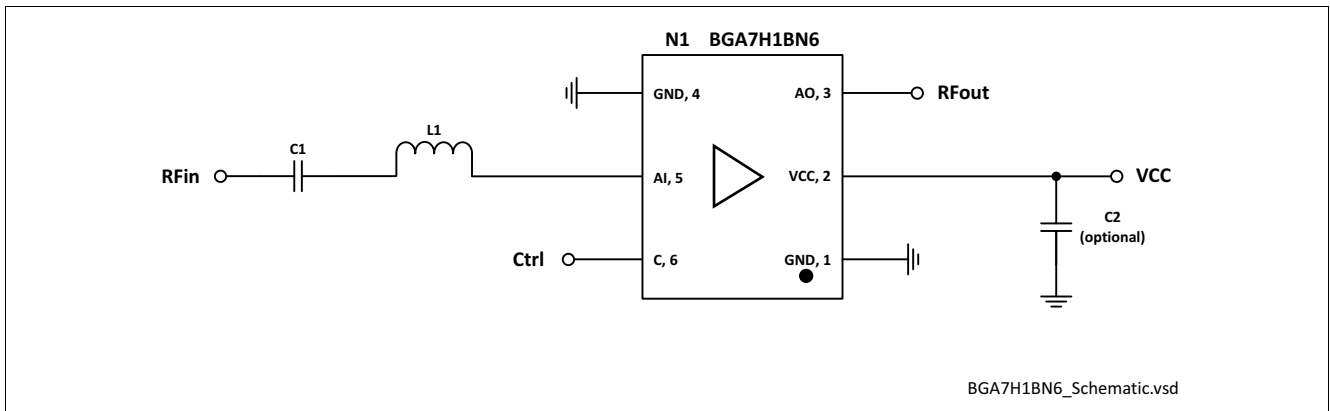 N1 BGA7H1BN6
GND, 4
AO, 3
RFout
C1
L1
RFin
AI, 5
VCC, 2
VCC
C2
(optional)
Ctrl
C, 6
GND, 1
BGA7H1BN6_Schematic.vsd